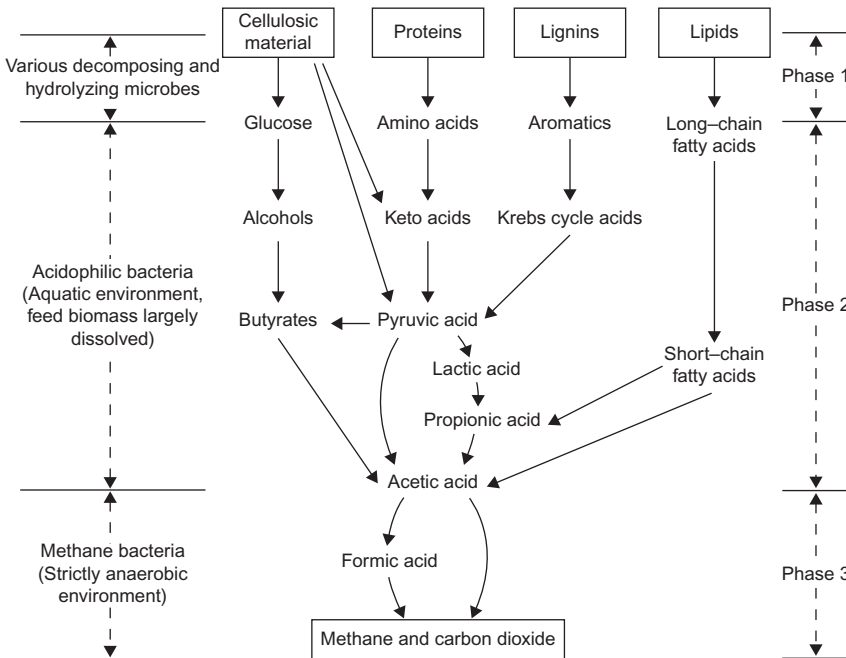 Cellulosic
material
Proteins
Lignins
Lipids
Various decomposing and
hydrolyzing microbes
Phase 1
Glucose
Amino acids
Aromatics
Long–chain
fatty acids
Alcohols
Keto acids
Krebs cycle acids
Acidophilic bacteria
(Aquatic environment,
feed biomass largely
dissolved)
Phase 2
Butyrates
Pyruvic acid
Lactic acid
Short–chain
fatty acids
Propionic acid
Acetic acid
Methane bacteria
(Strictly anaerobic
environment)
Formic acid
Phase 3
Methane and carbon dioxide